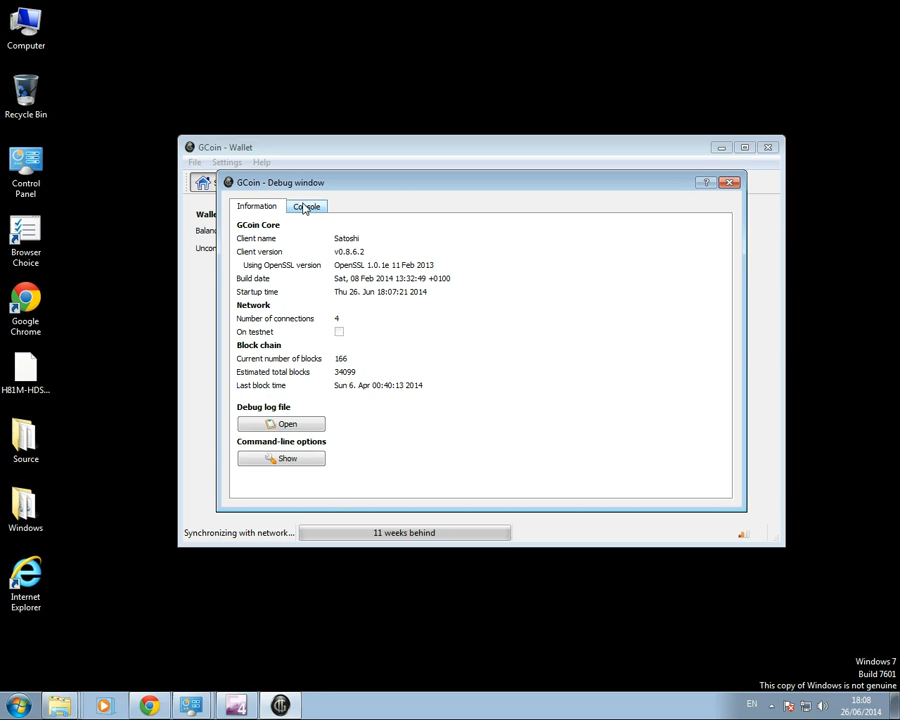 Computer
Recycle Bin
Control
Panel
Browser
Choice
Google
Chrome
H81M-HDS...
Source
Windows
Internet
Explorer
GCoin - Wallet
File Settings Help
GCoin - Debug window
Information Console
GCoin Core
Client name Satoshi
Client version v0.8.6.2
Using OpenSSL version OpenSSL 1.0.1e 11 Feb 2013
Build date Sat, 08 Feb 2014 13:32:49 +0100
Startup time Thu 26. Jun 18:07:21 2014
Network
Number of connections 4
On testnet
Block chain
Current number of blocks 166
Estimated total blocks 34099
Last block time Sun 6. Apr 00:40:13 2014
Debug log file
Open
Command-line options
Show
Synchronizing with network... 11 weeks behind
Windows 7
Build 7601
This copy of Windows is not genuine
EN 18:08
26/06/2014